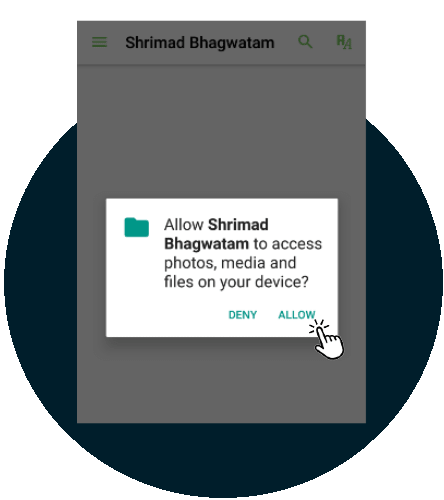 Shrimad Bhagwatam
Allow Shrimad
Bhagwatam to access
photos, media and
files on your device?
DENY ALLOW